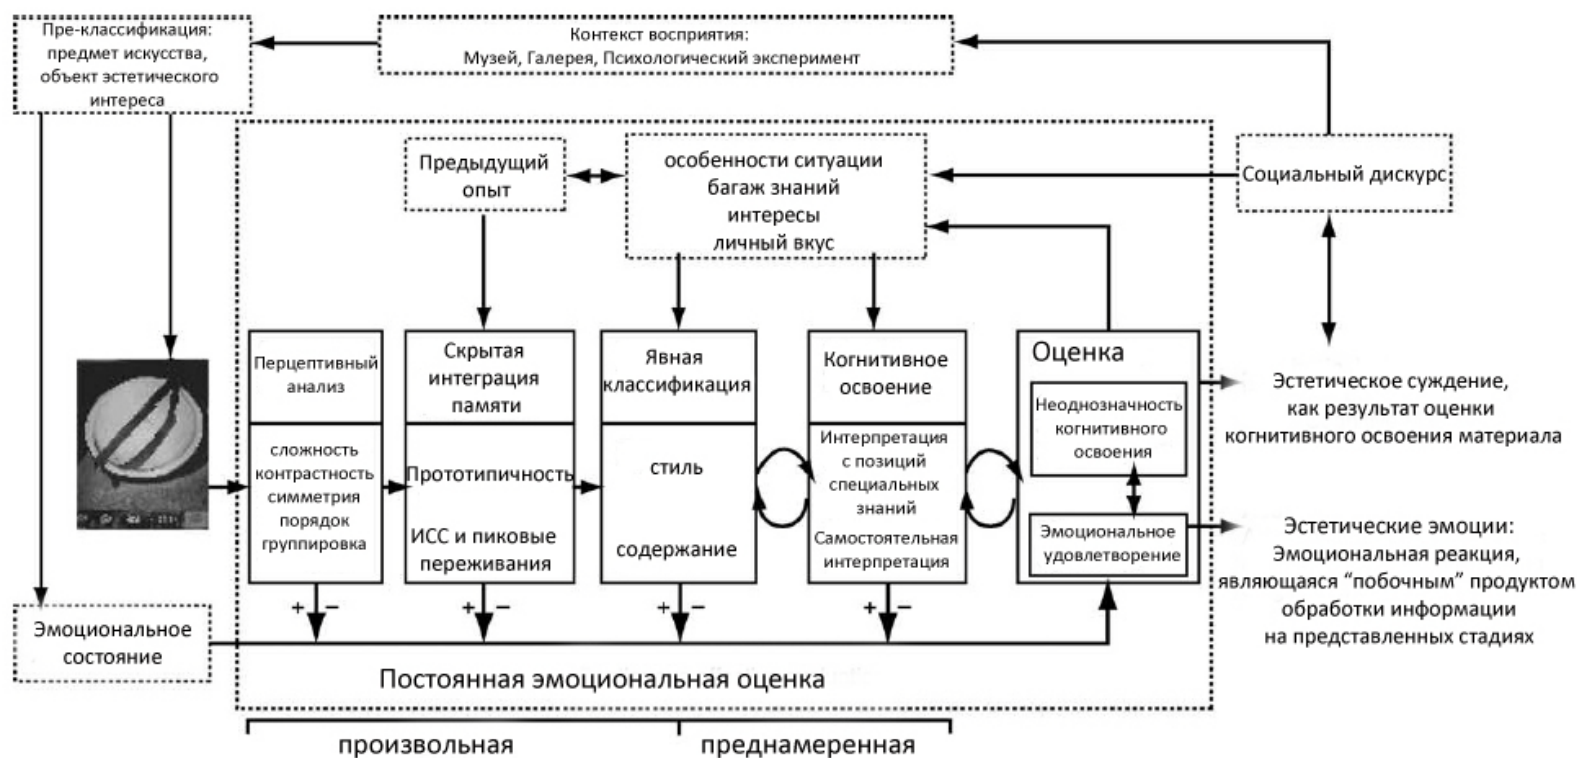 Пре-классификация:
предмет искусства,
объект эстетического
интереса
Контекст восприятия:
Музей, Галерея, Психологический эксперимент
Предыдущий
опыт
особенности ситуации
багаж знаний
интересы
личный вкус
Социальный дискурс
Перцептивный
анализ
сложность
контрастность
симметрия
порядок
группировка
Скрытая
интеграция
памяти
Прототипичность
ИСС и пиковые
переживания
Явная
классификация
стиль
содержание
Когнитивное
освоение
Интерпретация
с позиций
специальных
знаний
Самостоятельная
интерпретация
Оценка
Неоднозначность
когнитивного
освоения
Эмоциональное
удовлетворение
Эстетическое суждение,
как результат оценки
когнитивного освоения материала
Эстетические эмоции:
Эмоциональная реакция,
являющаяся “побочным” продуктом
обработки информации
на представленных стадиях
+ −
+ −
+ −
+ −
Эмоциональное
состояние
Постоянная эмоциональная оценка
произвольная
преднамеренная